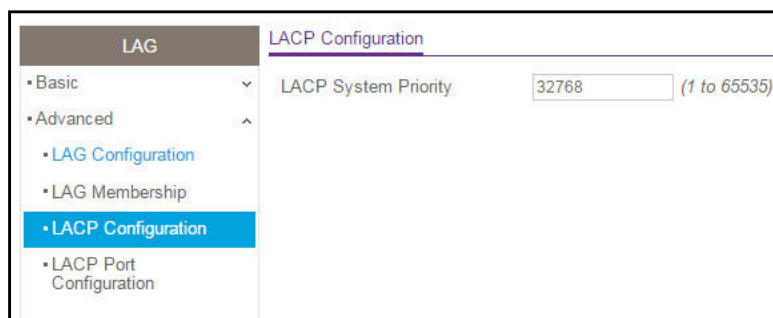 LAG
Basic
Advanced
LAG Configuration
LAG Membership
LACP Configuration
LACP Port
Configuration
LACP Configuration
LACP System Priority 32768 (1 to 65535)